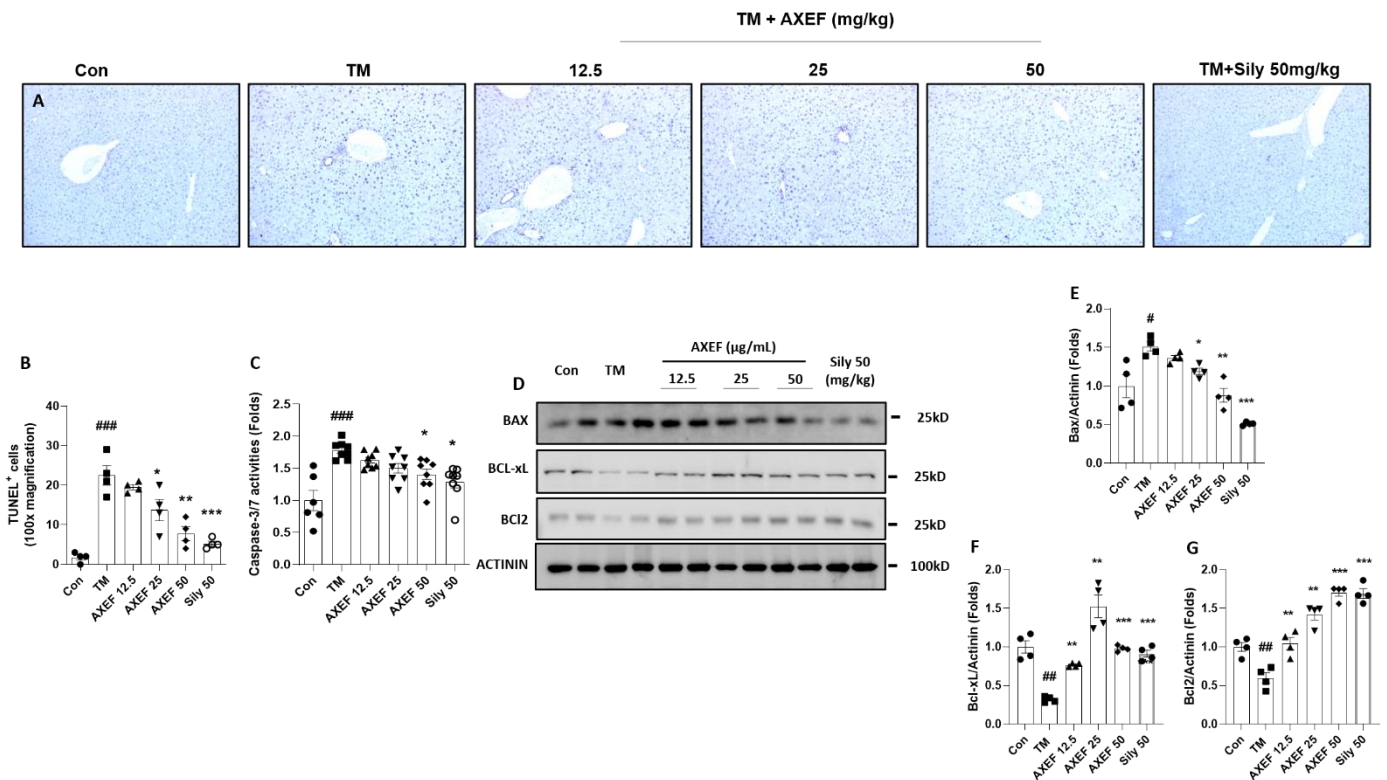 TM + AXEF (mg/kg)
Con TM 12.5 25 50 TM+Sily 50mg/kg
A
B
TUNEL+ cells
(100x magnification)
40
30
20
10
0
###
*
**
***
Con TM AXEF 12.5 AXEF 25 AXEF 50 Sily 50
C
Caspase-3/7 activities (Folds)
2.5
2.0
1.5
1.0
0.5
0.0
###
*
*
Con TM AXEF 12.5 AXEF 25 AXEF 50 Sily 50
D
Con TM AXEF (µg/mL) Sily 50
12.5 25 50 (mg/kg)
BAX 25kD
BCL-xL 25kD
BCl2 25kD
ACTININ 100kD
E
Bax/Actinin (Folds)
2.0
1.5
1.0
0.5
0.0
#
*
**
***
Con TM AXEF 12.5 AXEF 25 AXEF 50 Sily 50
F
Bcl-xL/Actinin (Folds)
2.0
1.5
1.0
0.5
0.0
##
**
**
***
***
Con TM AXEF 12.5 AXEF 25 AXEF 50 Sily 50
G
Bcl2/Actinin (Folds)
2.0
1.5
1.0
0.5
0.0
##
**
**
***
***
Con TM AXEF 12.5 AXEF 25 AXEF 50 Sily 50